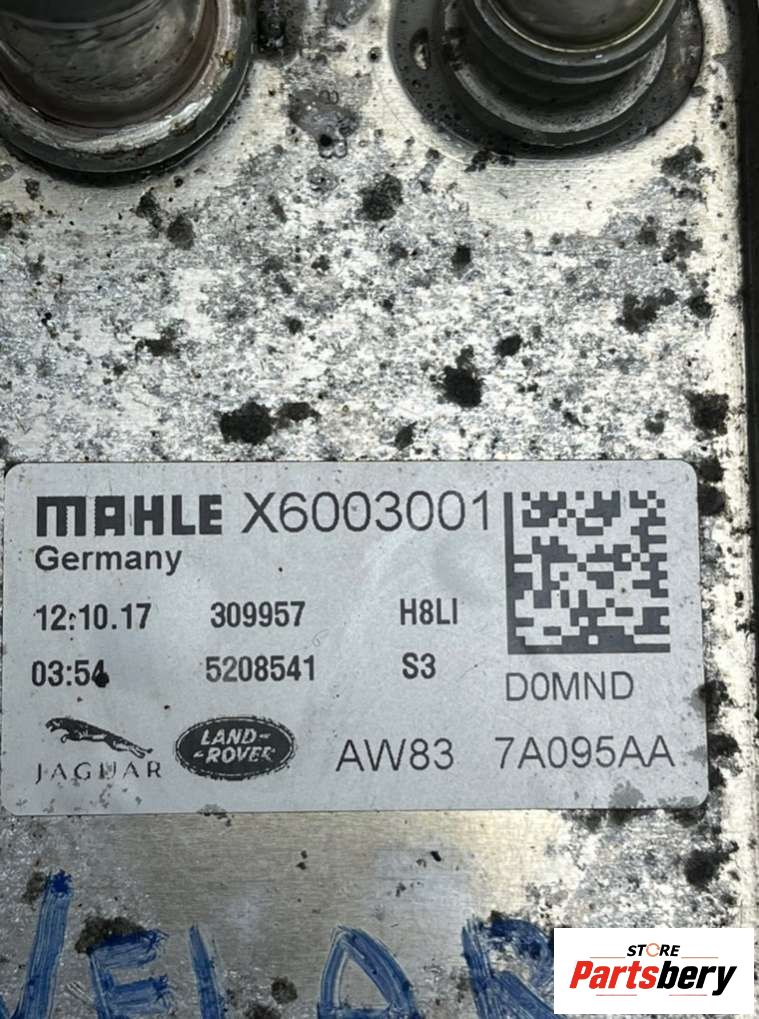 MAHLE X6003001
Germany
12.10.17 309957 H8LI
03:54 5208541 S3
D0MND
JAGUAR LAND-
-ROVER AW83 7A095AA
VELAR
STORE
Partsbery